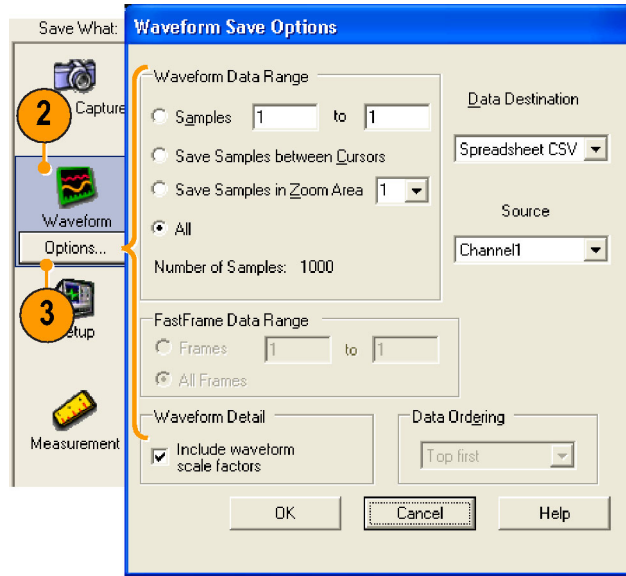 Save What:
Capture
2
Waveform
Options...
3
etup
Measurement
Waveform Save Options
Waveform Data Range
Samples 1 to 1
Save Samples between Cursors
Save Samples in Zoom Area 1
All
Number of Samples: 1000
Data Destination
Spreadsheet CSV
Source
Channel1
FastFrame Data Range
Frames 1 to 1
All Frames
Waveform Detail
Include waveform
scale factors
Data Ordering
Top first
OK Cancel Help